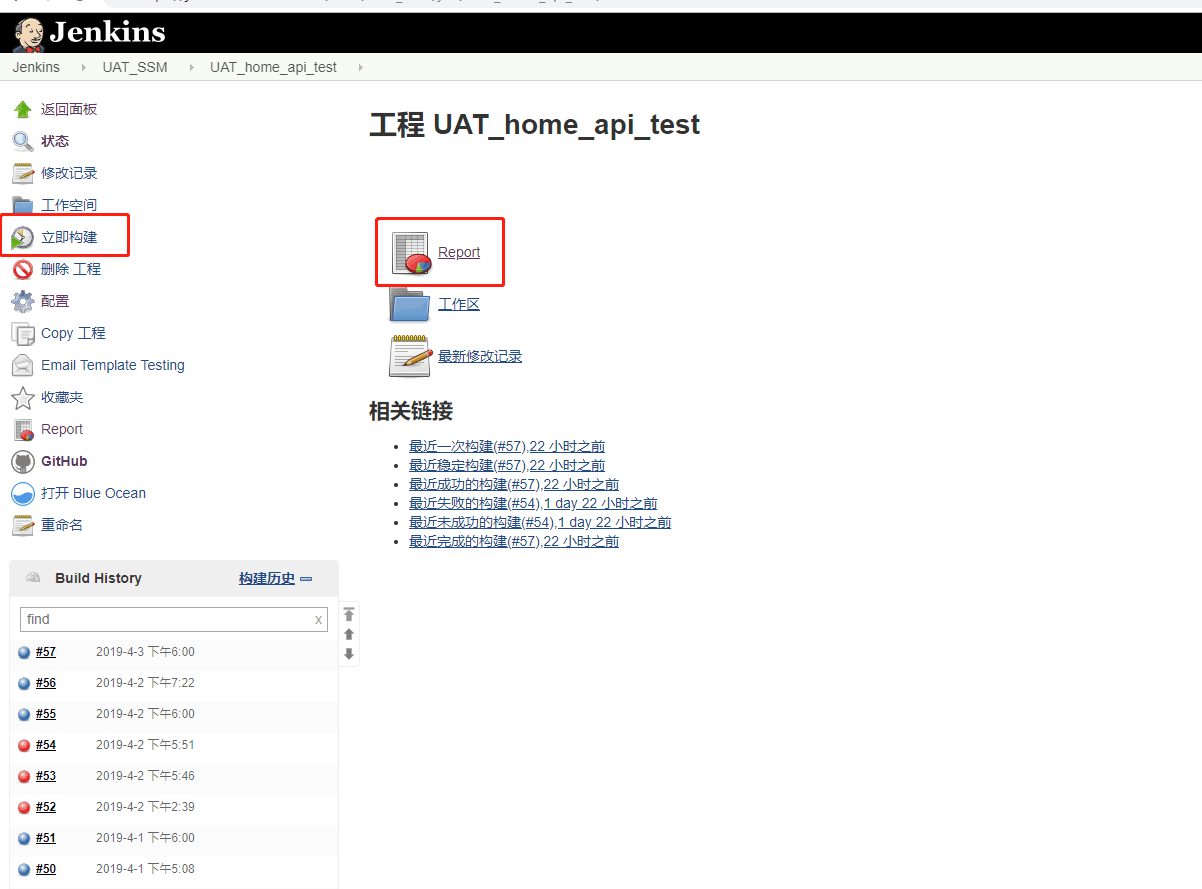 Jenkins
Jenkins UAT_SSM UAT_home_api_test
返回面板
状态
修改记录
工作空间
立即构建
删除 工程
配置
Copy 工程
Email Template Testing
收藏夹
Report
GitHub
打开 Blue Ocean
重命名
Build History 构建历史
find x
#57 2019-4-3 下午6:00
#56 2019-4-2 下午7:22
#55 2019-4-2 下午6:00
#54 2019-4-2 下午5:51
#53 2019-4-2 下午5:46
#52 2019-4-2 下午2:39
#51 2019-4-1 下午6:00
#50 2019-4-1 下午5:08
工程 UAT_home_api_test
Report
工作区
最新修改记录
相关链接
最近一次构建(#57),22 小时之前
最近稳定构建(#57),22 小时之前
最近成功的构建(#57),22 小时之前
最近失败的构建(#54),1 day 22 小时之前
最近未成功的构建(#54),1 day 22 小时之前
最近完成的构建(#57),22 小时之前